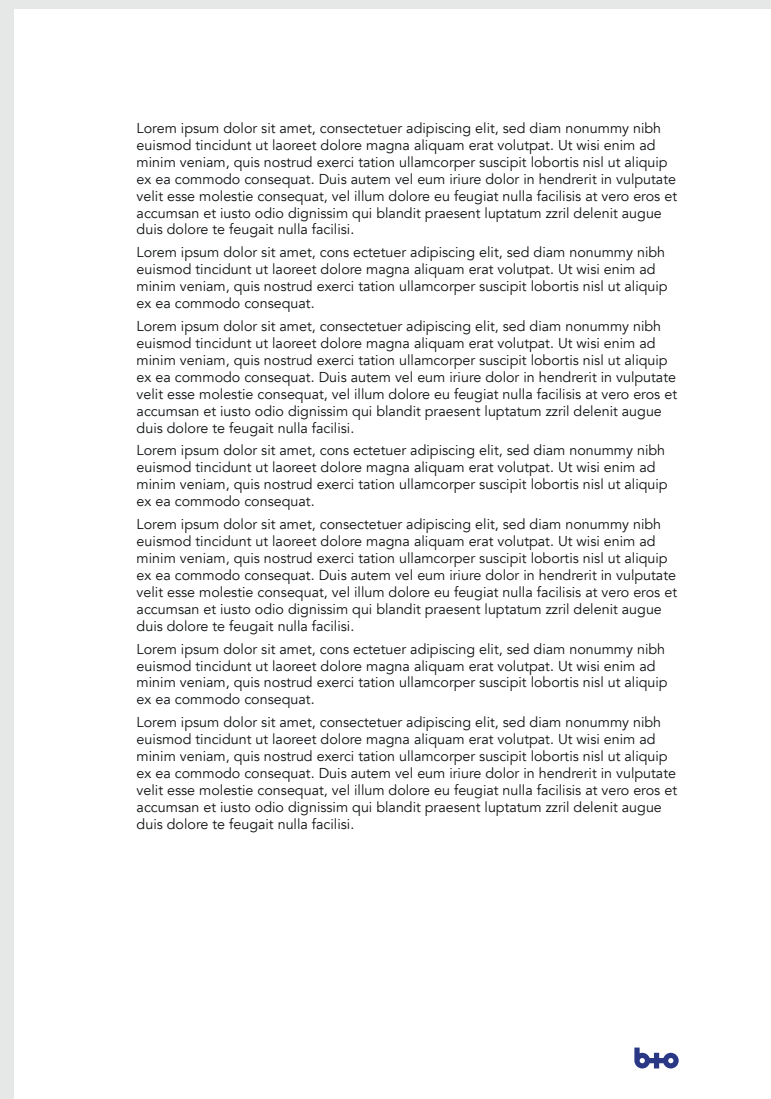 Lorem ipsum dolor sit amet, consectetuer adipiscing elit, sed diam nonummy nibh
euismod tincidunt ut laoreet dolore magna aliquam erat volutpat. Ut wisi enim ad
minim veniam, quis nostrud exerci tation ullamcorper suscipit lobortis nisl ut aliquip
ex ea commodo consequat. Duis autem vel eum iriure dolor in hendrerit in vulputate
velit esse molestie consequat, vel illum dolore eu feugiat nulla facilisis at vero eros et
accumsan et iusto odio dignissim qui blandit praesent luptatum zzril delenit augue
duis dolore te feugait nulla facilisi.
Lorem ipsum dolor sit amet, cons ectetuer adipiscing elit, sed diam nonummy nibh
euismod tincidunt ut laoreet dolore magna aliquam erat volutpat. Ut wisi enim ad
minim veniam, quis nostrud exerci tation ullamcorper suscipit lobortis nisl ut aliquip
ex ea commodo consequat.
Lorem ipsum dolor sit amet, consectetuer adipiscing elit, sed diam nonummy nibh
euismod tincidunt ut laoreet dolore magna aliquam erat volutpat. Ut wisi enim ad
minim veniam, quis nostrud exerci tation ullamcorper suscipit lobortis nisl ut aliquip
ex ea commodo consequat. Duis autem vel eum iriure dolor in hendrerit in vulputate
velit esse molestie consequat, vel illum dolore eu feugiat nulla facilisis at vero eros et
accumsan et iusto odio dignissim qui blandit praesent luptatum zzril delenit augue
duis dolore te feugait nulla facilisi.
Lorem ipsum dolor sit amet, cons ectetuer adipiscing elit, sed diam nonummy nibh
euismod tincidunt ut laoreet dolore magna aliquam erat volutpat. Ut wisi enim ad
minim veniam, quis nostrud exerci tation ullamcorper suscipit lobortis nisl ut aliquip
ex ea commodo consequat.
Lorem ipsum dolor sit amet, consectetuer adipiscing elit, sed diam nonummy nibh
euismod tincidunt ut laoreet dolore magna aliquam erat volutpat. Ut wisi enim ad
minim veniam, quis nostrud exerci tation ullamcorper suscipit lobortis nisl ut aliquip
ex ea commodo consequat. Duis autem vel eum iriure dolor in hendrerit in vulputate
velit esse molestie consequat, vel illum dolore eu feugiat nulla facilisis at vero eros et
accumsan et iusto odio dignissim qui blandit praesent luptatum zzril delenit augue
duis dolore te feugait nulla facilisi.
Lorem ipsum dolor sit amet, cons ectetuer adipiscing elit, sed diam nonummy nibh
euismod tincidunt ut laoreet dolore magna aliquam erat volutpat. Ut wisi enim ad
minim veniam, quis nostrud exerci tation ullamcorper suscipit lobortis nisl ut aliquip
ex ea commodo consequat.
Lorem ipsum dolor sit amet, consectetuer adipiscing elit, sed diam nonummy nibh
euismod tincidunt ut laoreet dolore magna aliquam erat volutpat. Ut wisi enim ad
minim veniam, quis nostrud exerci tation ullamcorper suscipit lobortis nisl ut aliquip
ex ea commodo consequat. Duis autem vel eum iriure dolor in hendrerit in vulputate
velit esse molestie consequat, vel illum dolore eu feugiat nulla facilisis at vero eros et
accumsan et iusto odio dignissim qui blandit praesent luptatum zzril delenit augue
duis dolore te feugait nulla facilisi.
b+o